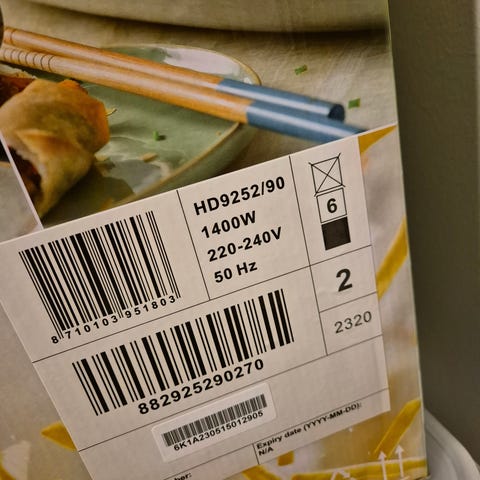 HD9252/90
1400W
220-240V
50 Hz
6
2
2320
8 710103 951803
882925290270
6K1A230515012905
Expiry date (YYYY-MM-DD):
N/A